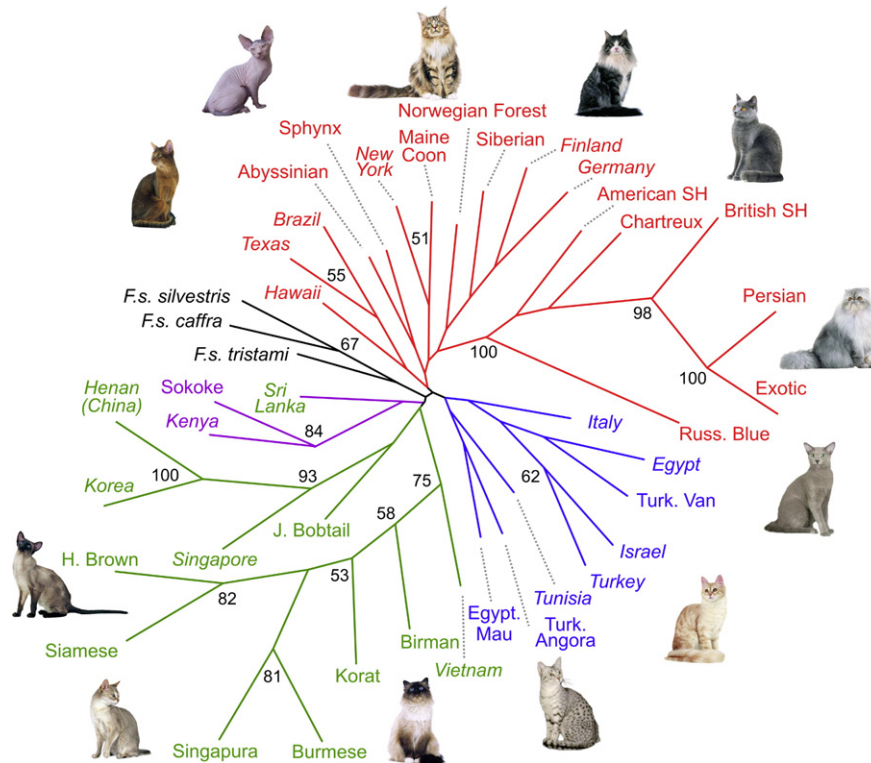 Norwegian Forest
Sphynx
Maine
Coon
Siberian
New
York
Finland
Germany
Abyssinian
American SH
British SH
Brazil
Chartreux
Texas
51
55
Hawaii
F.s. silvestris
Persian
F.s. caffra
98
67
F.s. tristami
100
100
Henan
(China)
Sokoke
Sri
Lanka
Exotic
Kenya
Italy
Russ. Blue
84
Egypt
100
93
75
62
Korea
Turk. Van
58
J. Bobtail
Israel
Singapore
H. Brown
53
Turkey
82
Tunisia
Egypt.
Mau
Turk.
Angora
Siamese
Birman
Vietnam
Korat
81
Singapura
Burmese